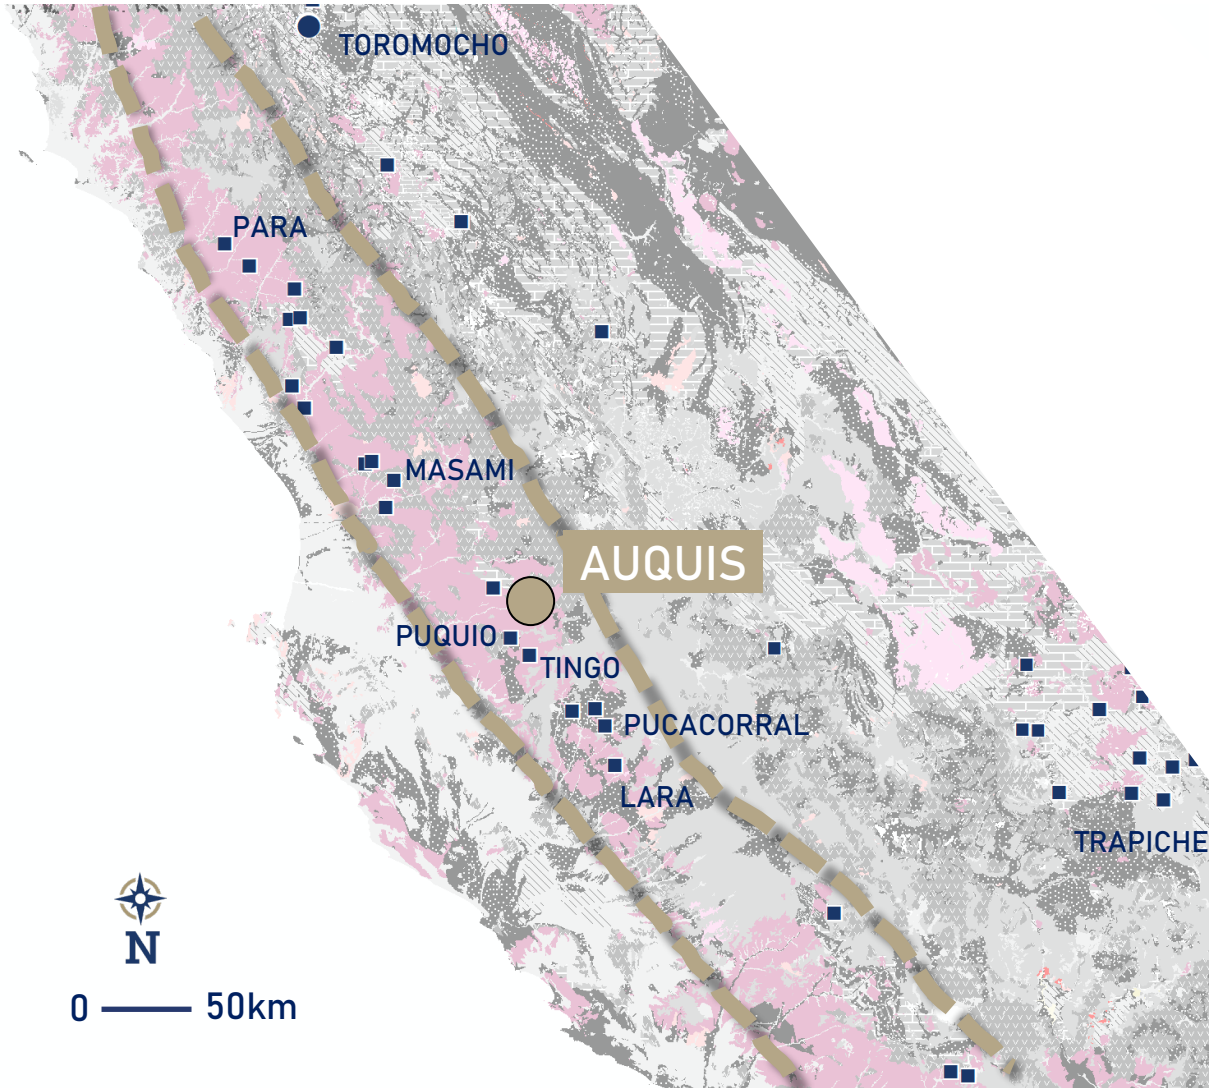 TOROMOCHO
PARA
MASAMI
AUQUIS
PUQUIO
TINGO
PUCACORRAL
LARA
TRAPICHE
N
0 50km